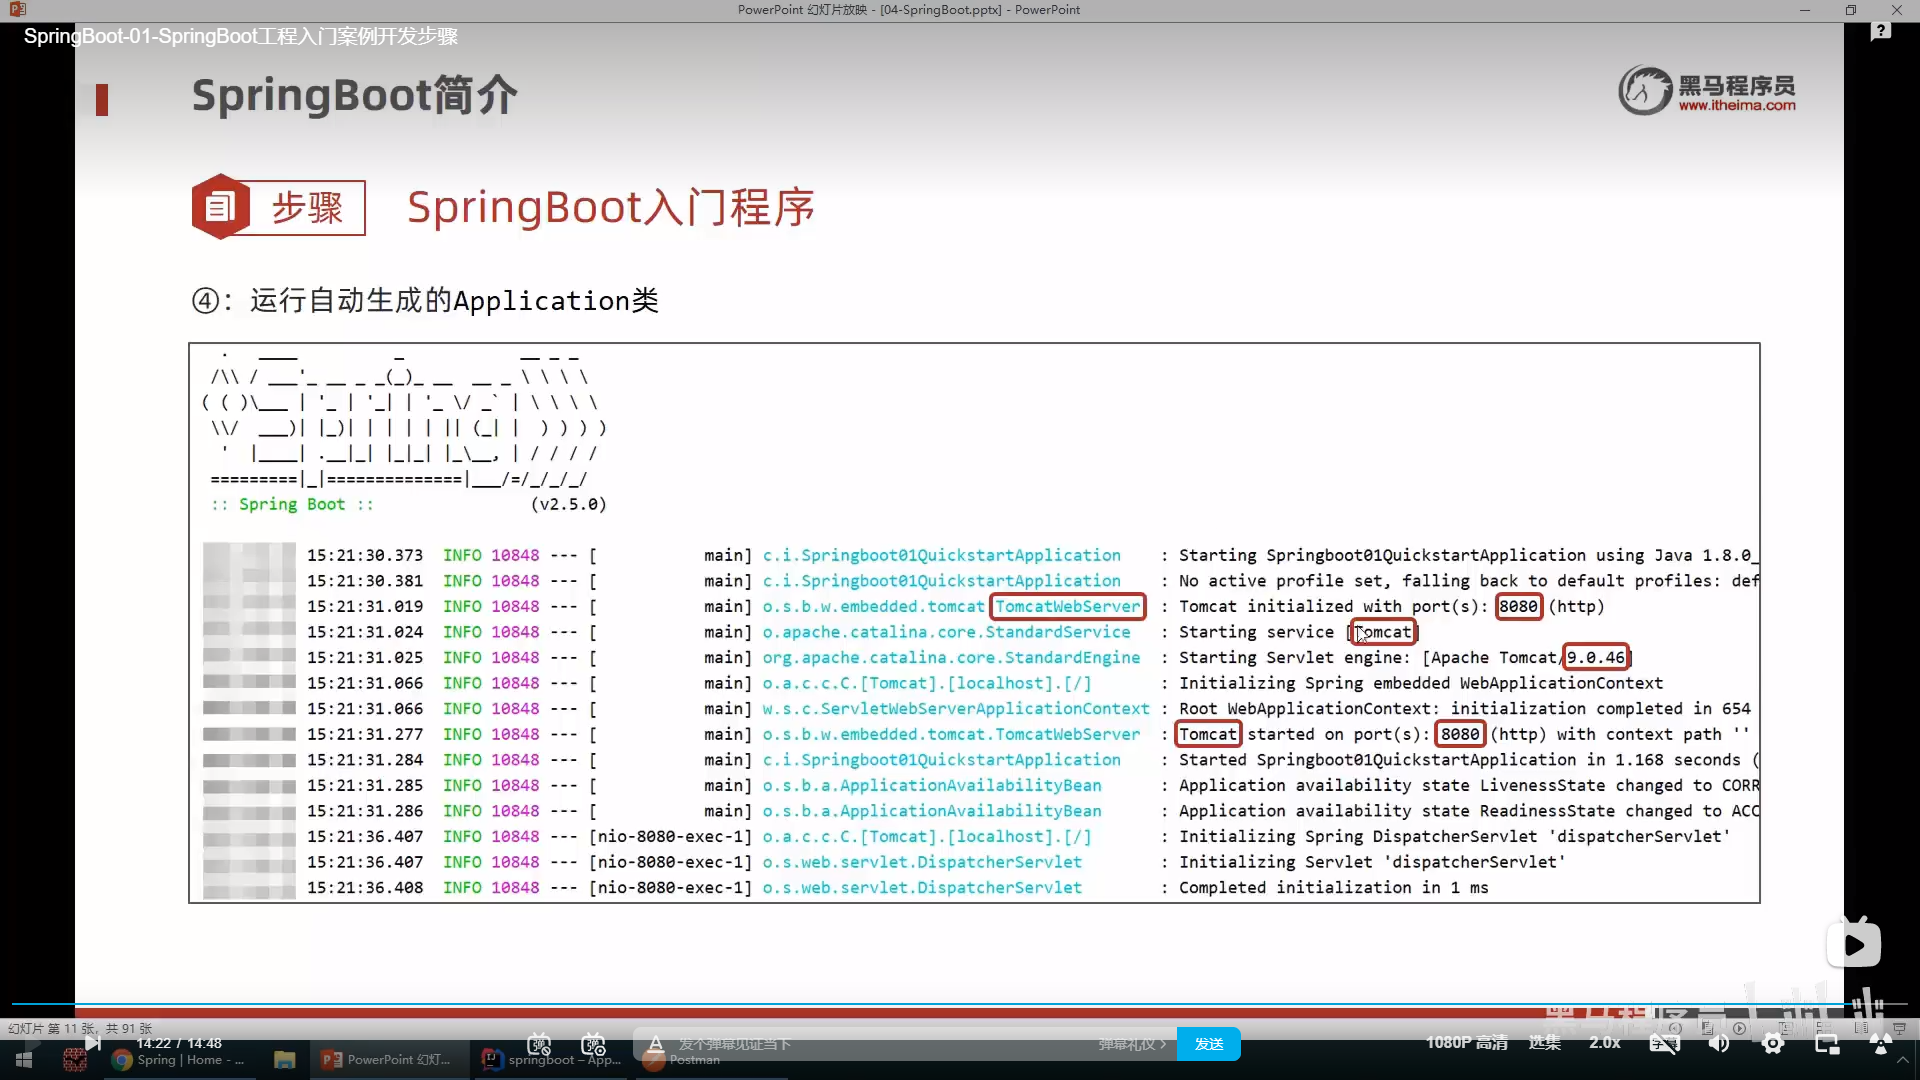 PowerPoint 幻灯片放映 - [04-SpringBoot.pptx] - PowerPoint
SpringBoot-01-SpringBoot工程入门案例开发步骤
SpringBoot简介
黑马程序员
www.itheima.com
步骤
SpringBoot入门程序
④：运行自动生成的Application类
:: Spring Boot :: (v2.5.0)
15:21:30.373 INFO 10848 --- [ main] c.i.Springboot01QuickstartApplication : Starting Springboot01QuickstartApplication using Java 1.8.0_
15:21:30.381 INFO 10848 --- [ main] c.i.Springboot01QuickstartApplication : No active profile set, falling back to default profiles: def
15:21:31.019 INFO 10848 --- [ main] o.s.b.w.embedded.tomcat TomcatWebServer : Tomcat initialized with port(s): 8080 (http)
15:21:31.024 INFO 10848 --- [ main] o.apache.catalina.core.StandardService : Starting service [Tomcat]
15:21:31.025 INFO 10848 --- [ main] org.apache.catalina.core.StandardEngine : Starting Servlet engine: [Apache Tomcat/9.0.46]
15:21:31.066 INFO 10848 --- [ main] o.a.c.c.C.[Tomcat].[localhost].[/] : Initializing Spring embedded WebApplicationContext
15:21:31.066 INFO 10848 --- [ main] w.s.c.ServletWebServerApplicationContext : Root WebApplicationContext: initialization completed in 654
15:21:31.277 INFO 10848 --- [ main] o.s.b.w.embedded.tomcat.TomcatWebServer : Tomcat started on port(s): 8080 (http) with context path ''
15:21:31.284 INFO 10848 --- [ main] c.i.Springboot01QuickstartApplication : Started Springboot01QuickstartApplication in 1.168 seconds (
15:21:31.285 INFO 10848 --- [ main] o.s.b.a.ApplicationAvailabilityBean : Application availability state LivenessState changed to CORR
15:21:31.286 INFO 10848 --- [ main] o.s.b.a.ApplicationAvailabilityBean : Application availability state ReadinessState changed to ACC
15:21:36.407 INFO 10848 --- [nio-8080-exec-1] o.a.c.c.C.[Tomcat].[localhost].[/] : Initializing Spring DispatcherServlet 'dispatcherServlet'
15:21:36.407 INFO 10848 --- [nio-8080-exec-1] o.s.web.servlet.DispatcherServlet : Initializing Servlet 'dispatcherServlet'
15:21:36.408 INFO 10848 --- [nio-8080-exec-1] o.s.web.servlet.DispatcherServlet : Completed initialization in 1 ms
幻灯片 第 11 张，共 91 张
14:22 / 14:48
发个弹幕见证当下
弹幕礼仪 >
发送
1080P 高清
选集
2.0x
Spring | Home - ...
PowerPoint 幻灯...
springboot – App...
Postman